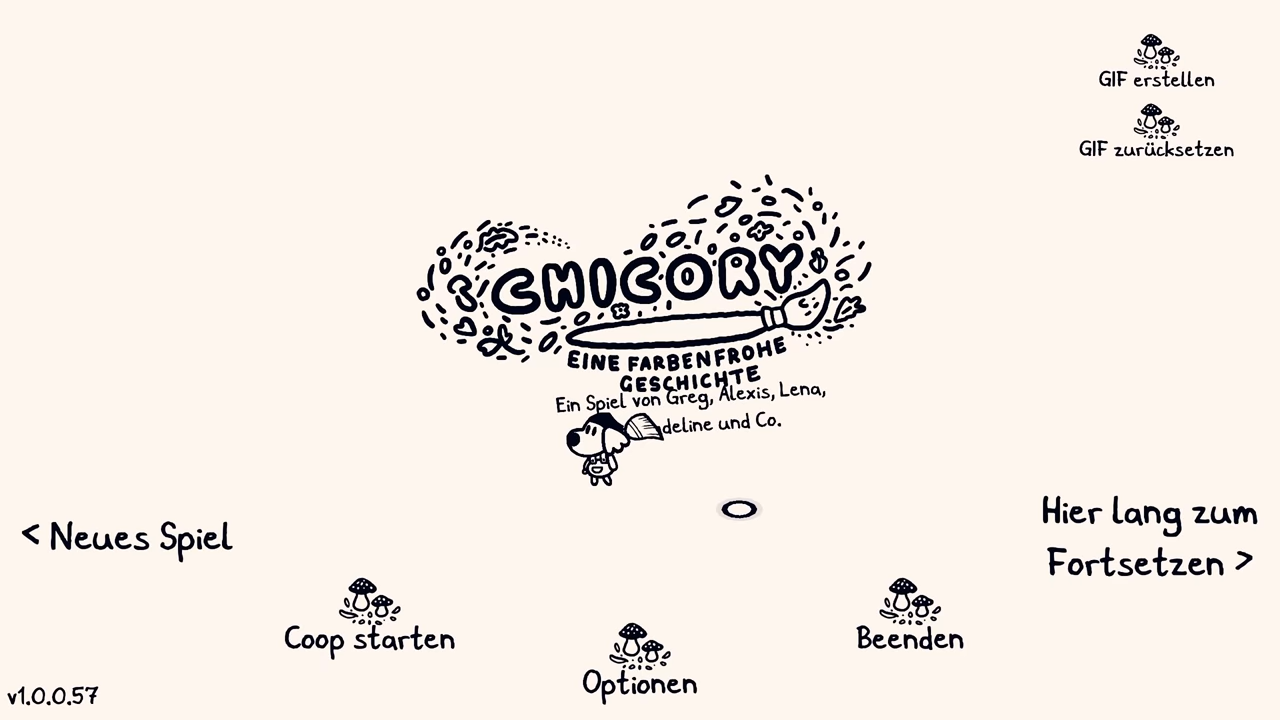 GIF erstellen
GIF zurücksetzen
CHICORY
EINE FARBENFROHE
GESCHICHTE
Ein Spiel von Greg, Alexis, Lena,
deline und Co.
< Neues Spiel
Hier lang zum
Fortsetzen >
Coop starten
Beenden
Optionen
v1.0.0.57